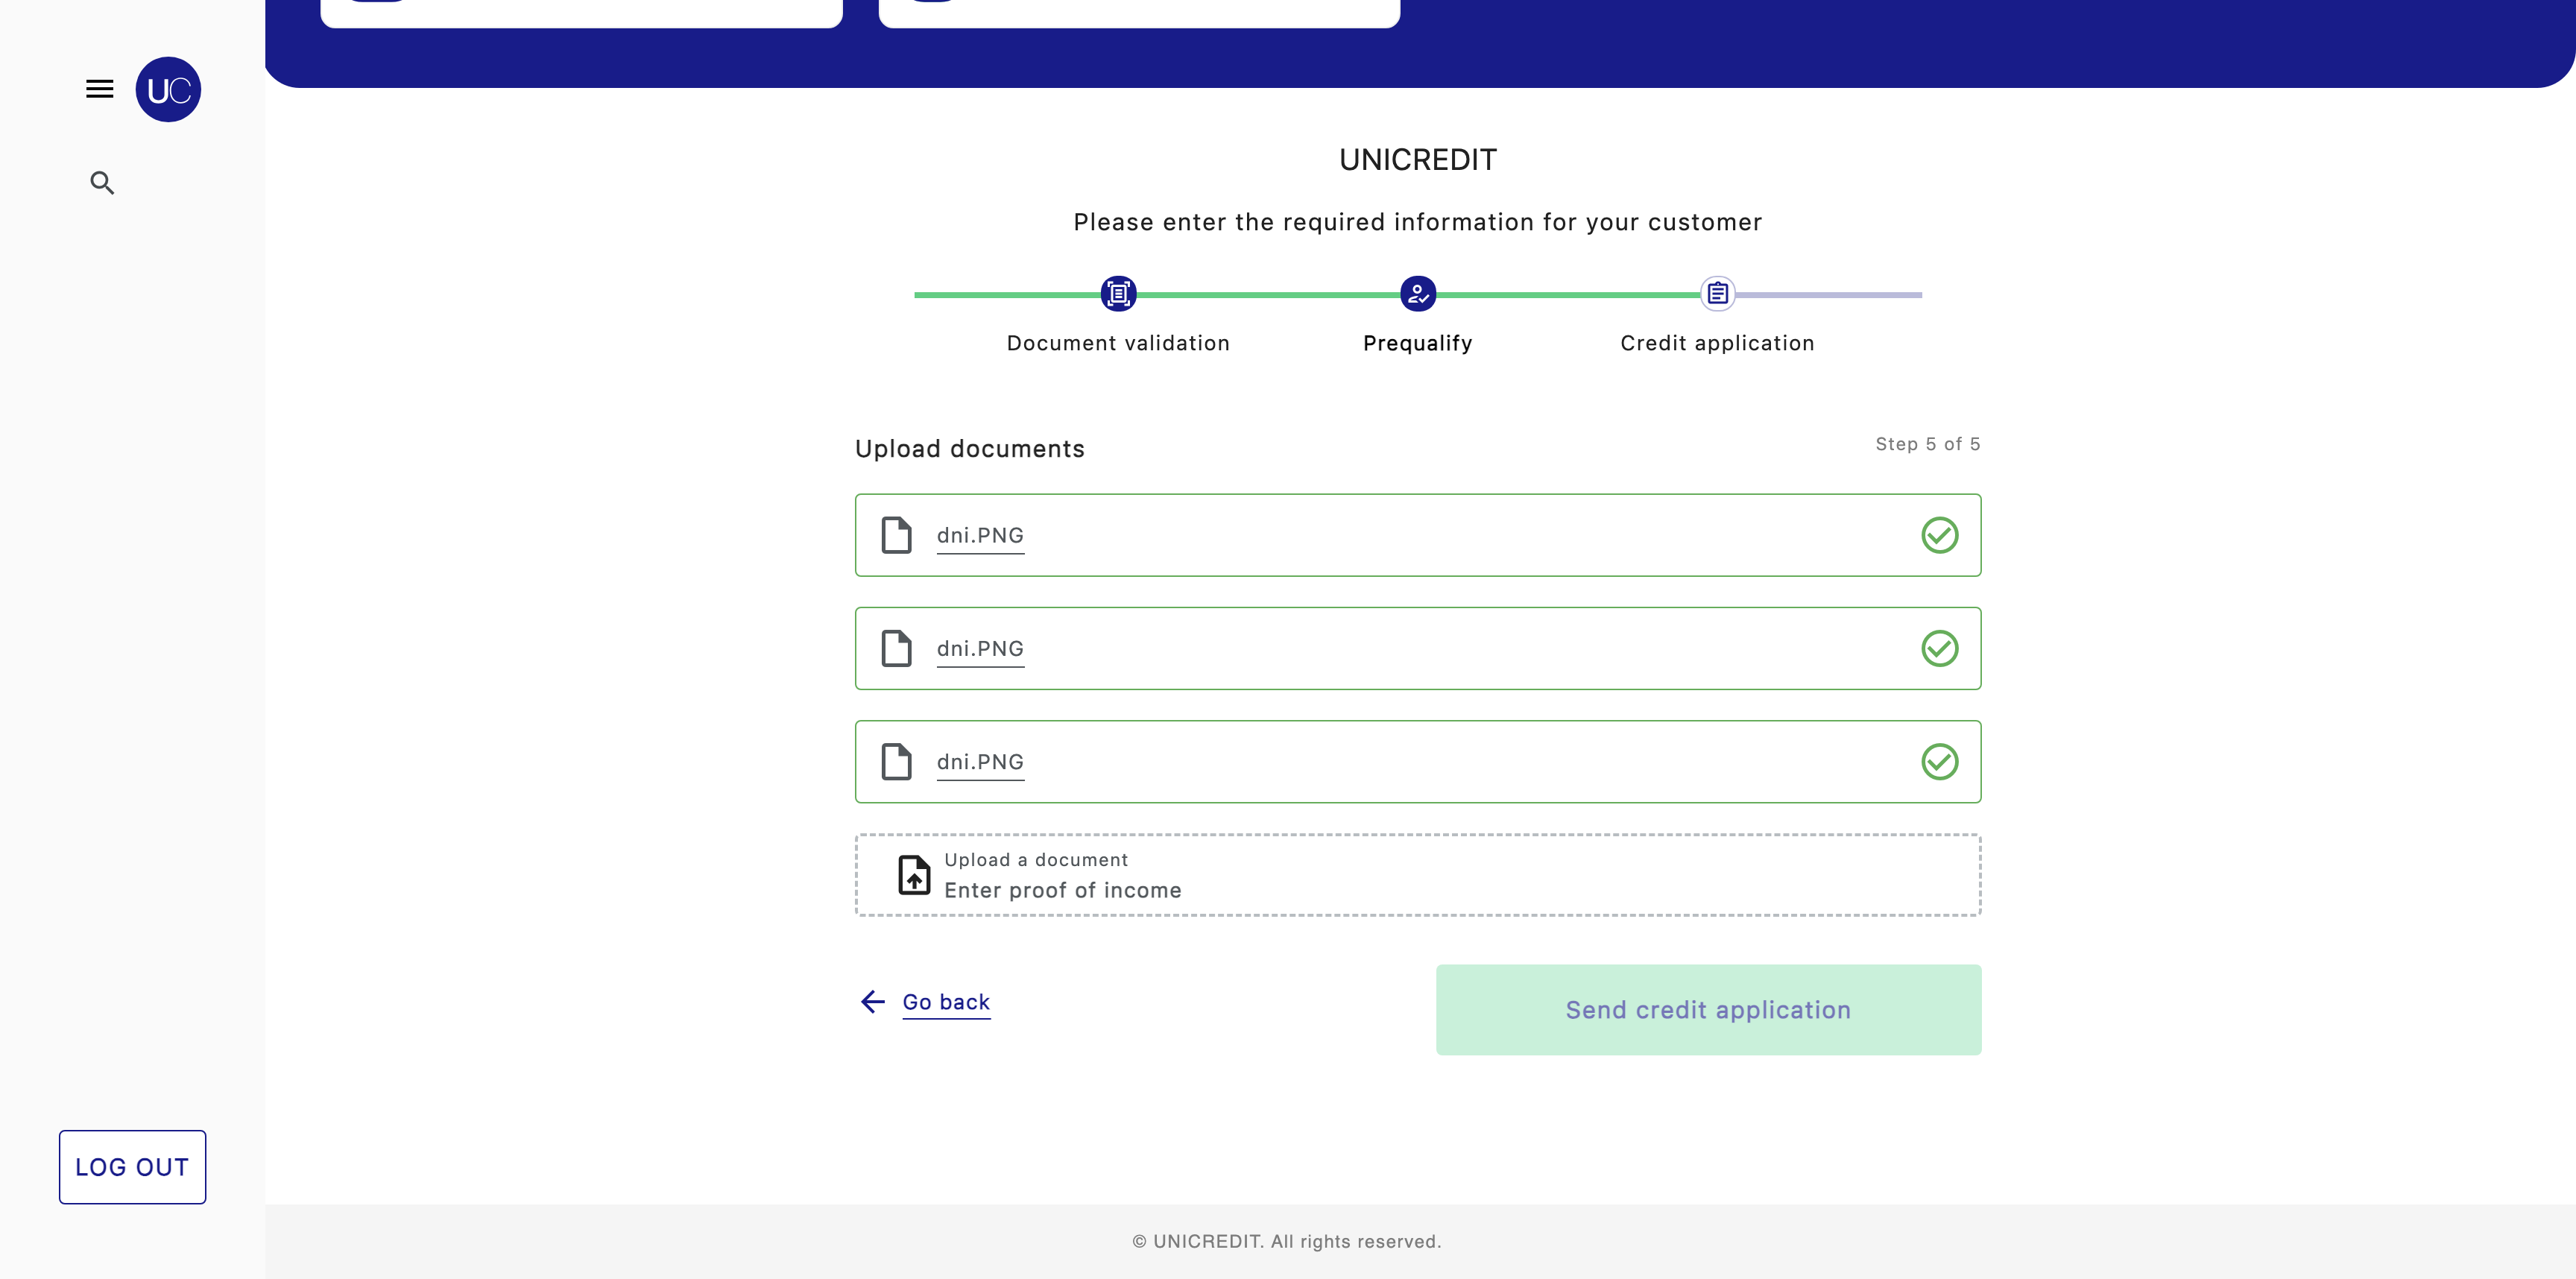 UC
UNICREDIT
Please enter the required information for your customer
Document validation
Prequalify
Credit application
Upload documents
Step 5 of 5
dni.PNG
dni.PNG
dni.PNG
Upload a document
Enter proof of income
Go back
Send credit application
LOG OUT
© UNICREDIT. All rights reserved.